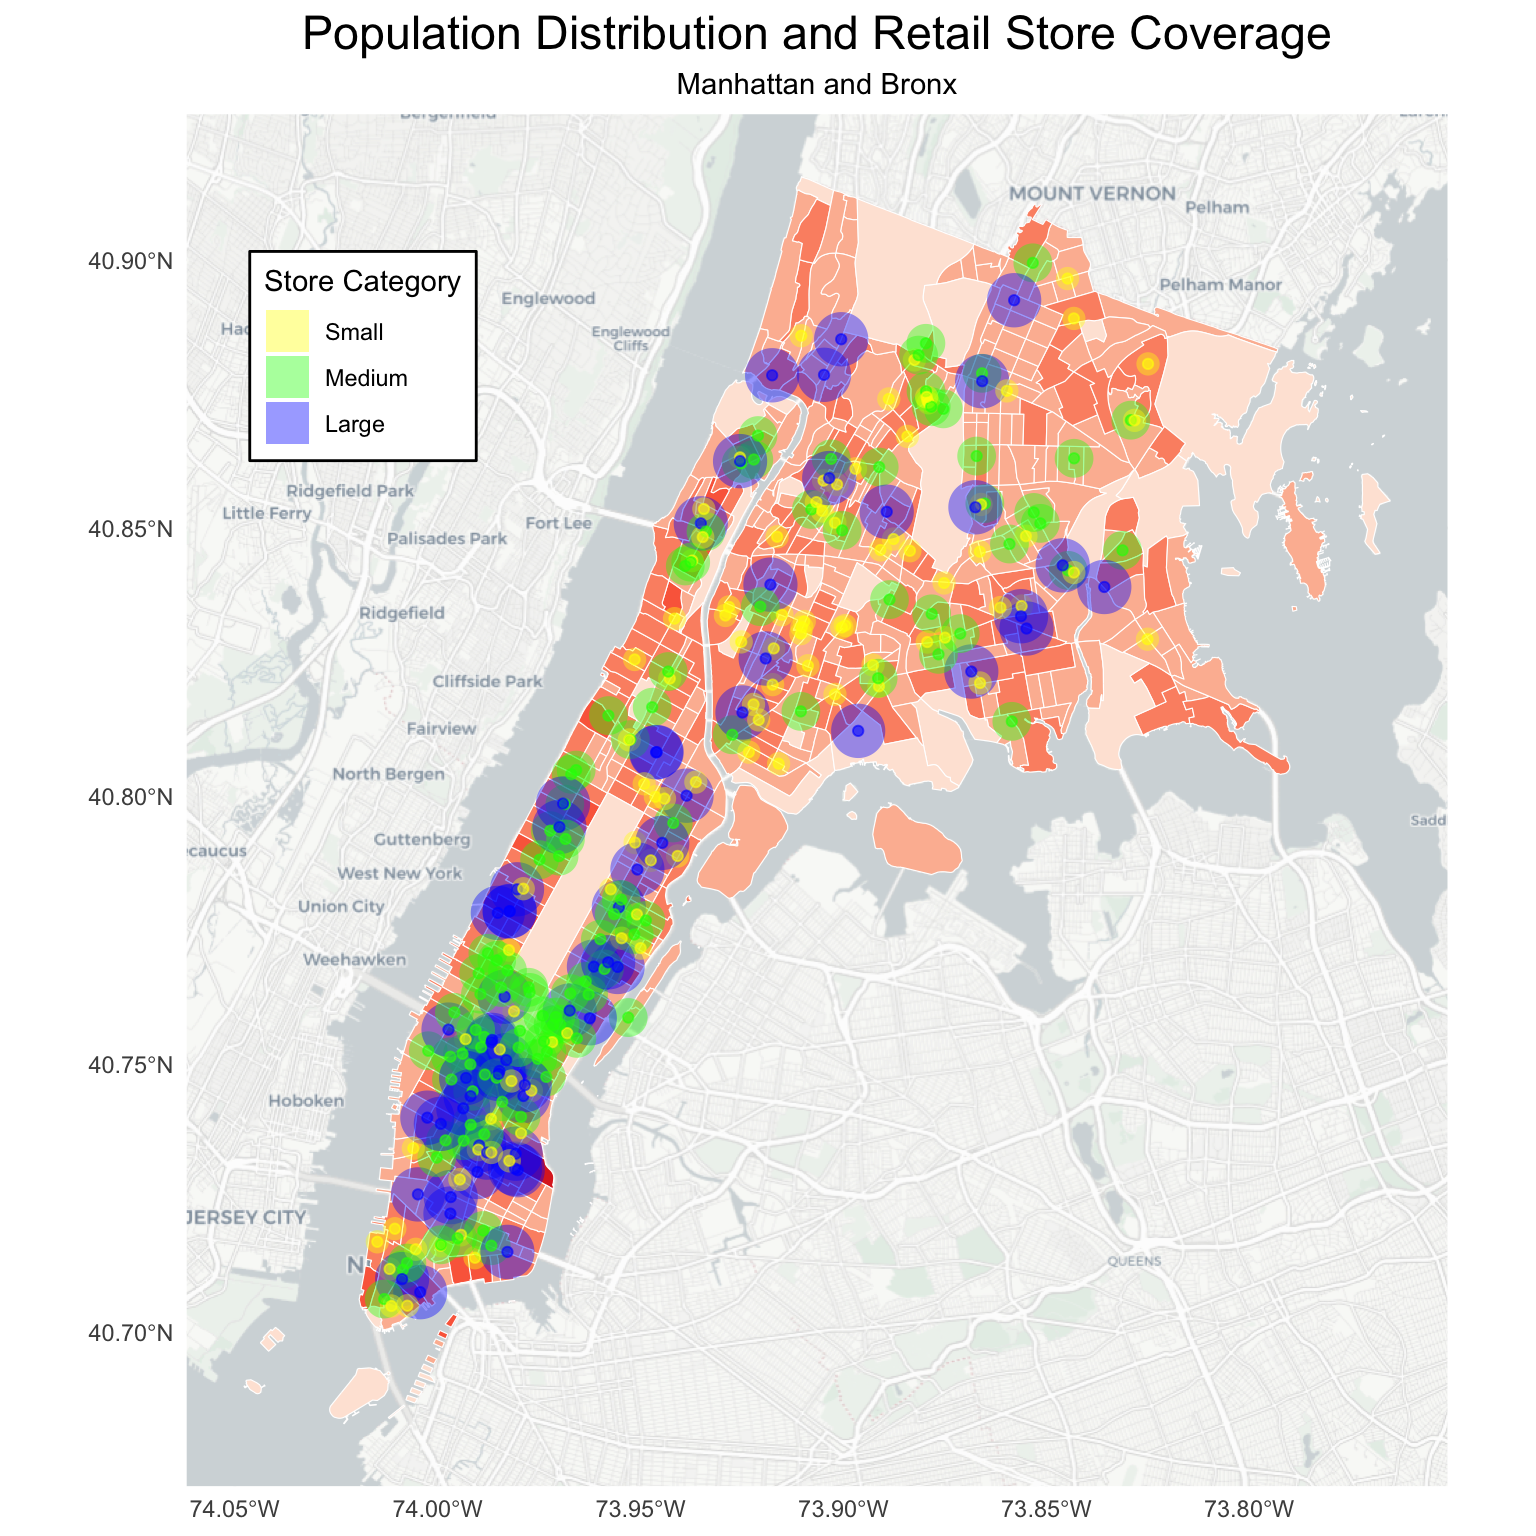 Population Distribution and Retail Store Coverage
Manhattan and Bronx
Bergenfield
MOUNT VERNON
Pelham
40.90°N
Store Category
Pelham Manor
Englewood
Small
Englewood
Cliffs
Medium
Large
Ridgefield Park
Little Ferry
Fort Lee
40.85°N
Palisades Park
Ridgefield
Cliffside Park
Fairview
North Bergen
40.80°N
Sadd
Guttenberg
ecaucus
West New York
Union City
Weehawken
40.75°N
Hoboken
JERSEY CITY
QUEENS
N
40.70°N
74.05°W
74.00°W
73.95°W
73.90°W
73.85°W
73.80°W